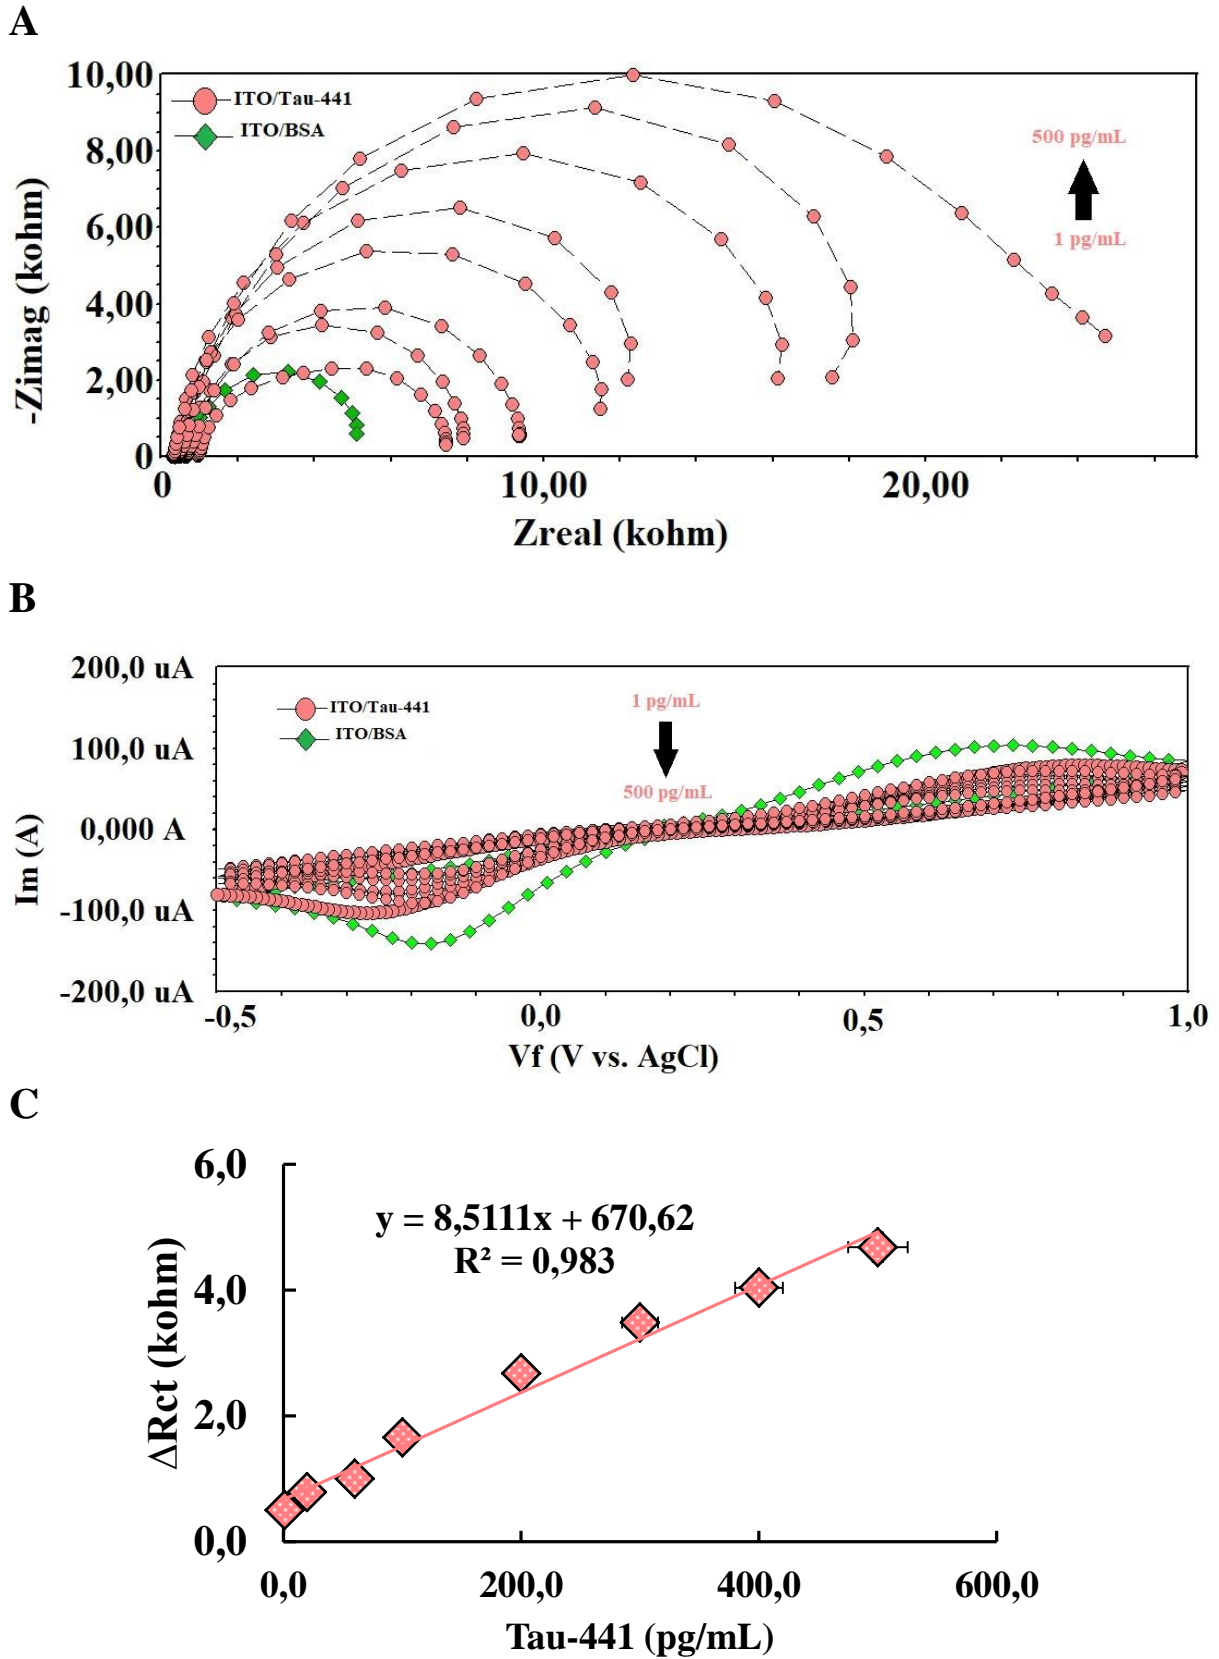 A
10,00
8,00
6,00
4,00
2,00
0
-Zimag (kohm)
ITO/Tau-441
ITO/BSA
500 pg/mL
1 pg/mL
0
10,00
20,00
Zreal (kohm)
B
200,0 uA
100,0 uA
0,000 A
-100,0 uA
-200,0 uA
Im (A)
ITO/Tau-441
ITO/BSA
1 pg/mL
500 pg/mL
-0,5
0,0
0,5
1,0
Vf (V vs. AgCl)
C
6,0
4,0
2,0
0,0
ΔRct (kohm)
y = 8,5111x + 670,62
R² = 0,983
0,0
200,0
400,0
600,0
Tau-441 (pg/mL)